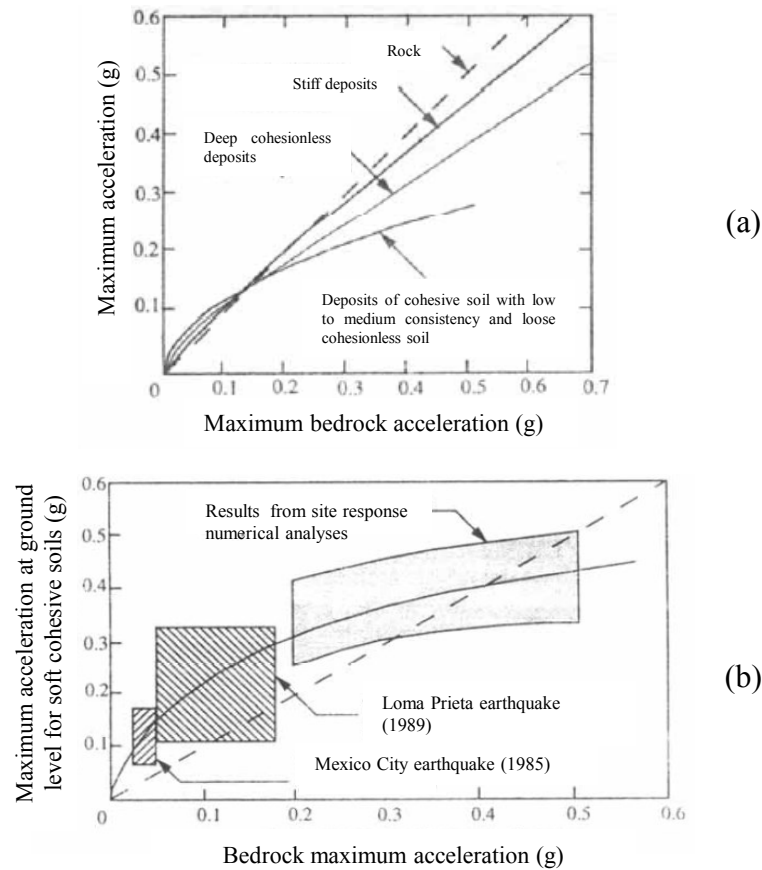 0.6
0.5
0.4
0.3
0.2
0.1
Maximum acceleration (g)
Rock
Stiff deposits
Deep cohesionless
deposits
Deposits of cohesive soil with low
to medium consistency and loose
cohesionless soil
0 0.1 0.2 0.3 0.4 0.5 0.6 0.7
Maximum bedrock acceleration (g)
(a)
0.6
0.5
0.4
0.3
0.2
0.1
Maximum acceleration at ground
level for soft cohesive soils (g)
Results from site response
numerical analyses
Loma Prieta earthquake
(1989)
Mexico City earthquake (1985)
0 0.1 0.2 0.3 0.4 0.5 0.6
Bedrock maximum acceleration (g)
(b)